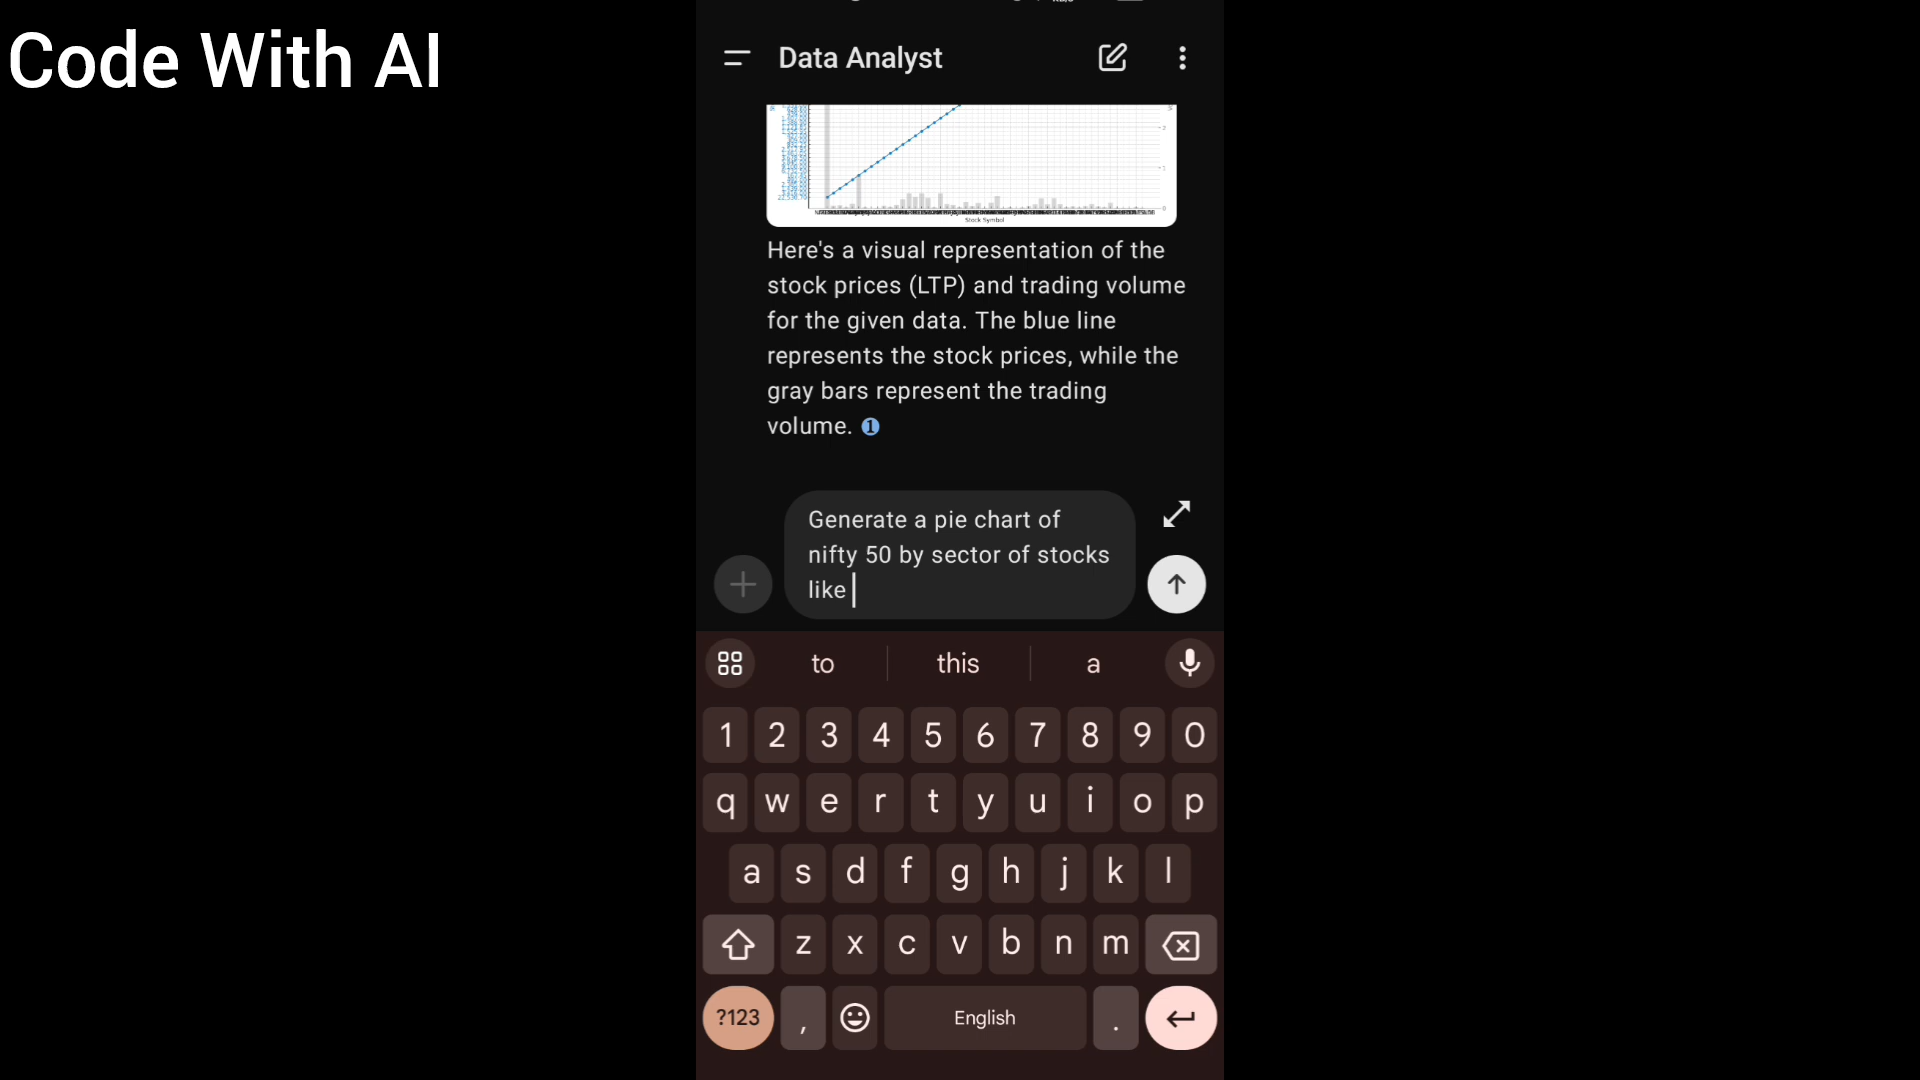 Code With AI
Data Analyst
Stock Symbol
Here's a visual representation of the
stock prices (LTP) and trading volume
for the given data. The blue line
represents the stock prices, while the
gray bars represent the trading
volume. 1
Generate a pie chart of
nifty 50 by sector of stocks
like
to this a
1 2 3 4 5 6 7 8 9 0
q w e r t y u i o p
a s d f g h j k l
z x c v b n m
?123 , English .